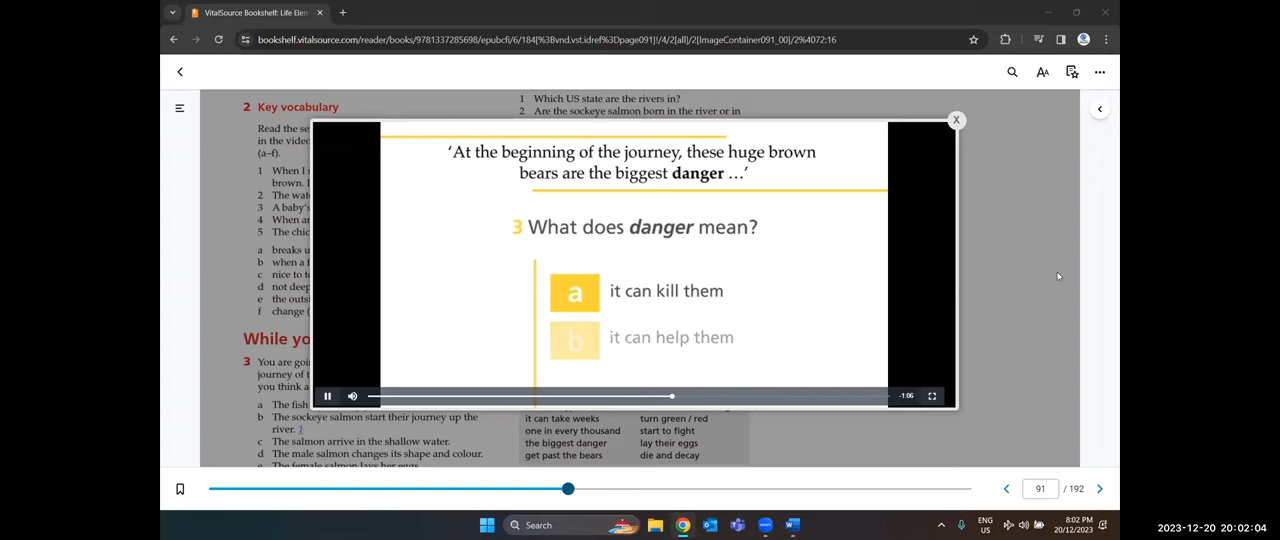 VitalSource Bookshelf: Life Elem
bookshelf.vitalsource.com/reader/books/9781337285698/epubcfi/6/184[%3Bvnd.vst.idref%3Dpage091]!/4/2[all]/2[ImageContainer091_00]/2%4072:16
2 Key vocabulary
Read the se
in the video
(a–f).
1 When I s
brown. I
2 The wate
3 A baby's
4 When an
5 The chic
a breaks u
b when a f
c nice to t
d not deep
e the outsi
f change (
While yo
3 You are goi
journey of t
you think a
a The fish
b The sockeye salmon start their journey up the
river. 1
c The salmon arrive in the shallow water.
d The male salmon changes its shape and colour.
e The female salmon lays her eggs
1 Which US state are the rivers in?
2 Are the sockeye salmon born in the river or in
X
‘At the beginning of the journey, these huge brown
bears are the biggest danger …’
3 What does danger mean?
a it can kill them
b it can help them
-1:06
it can take weeks turn green / red
one in every thousand start to fight
the biggest danger lay their eggs
get past the bears die and decay
91 / 192
Search
ENG
US
8:02 PM
20/12/2023
2023-12-20 20:02:04